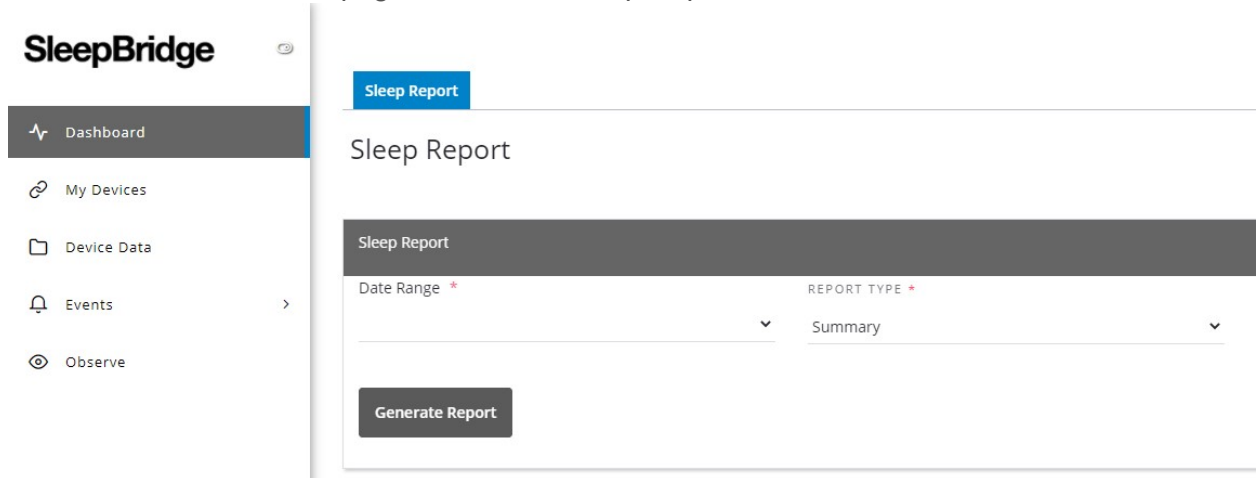 SleepBridge
Dashboard
My Devices
Device Data
Events
Observe
Sleep Report
Sleep Report
Sleep Report
Date Range *
REPORT TYPE *
Summary
Generate Report